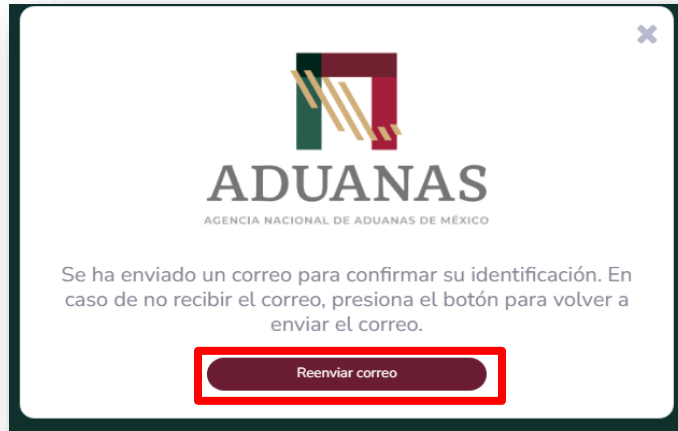 ADUANAS
AGENCIA NACIONAL DE ADUANAS DE MÉXICO
Se ha enviado un correo para confirmar su identificación. En
caso de no recibir el correo, presiona el botón para volver a
enviar el correo.
Reenviar correo